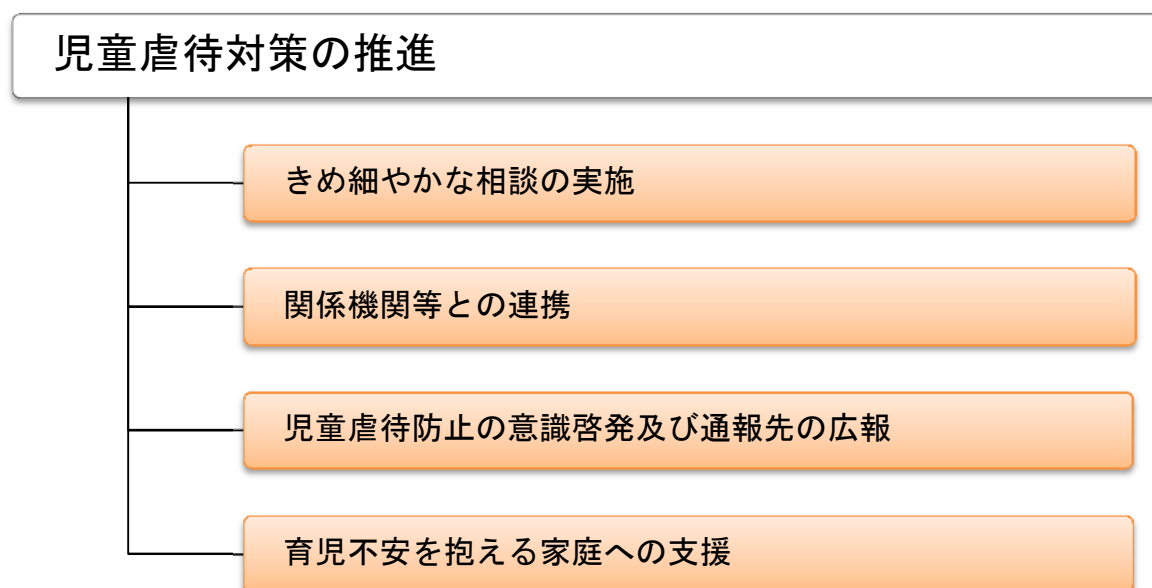 児童虐待対策の推進
きめ細やかな相談の実施
関係機関等との連携
児童虐待防止の意識啓発及び通報先の広報
育児不安を抱える家庭への支援